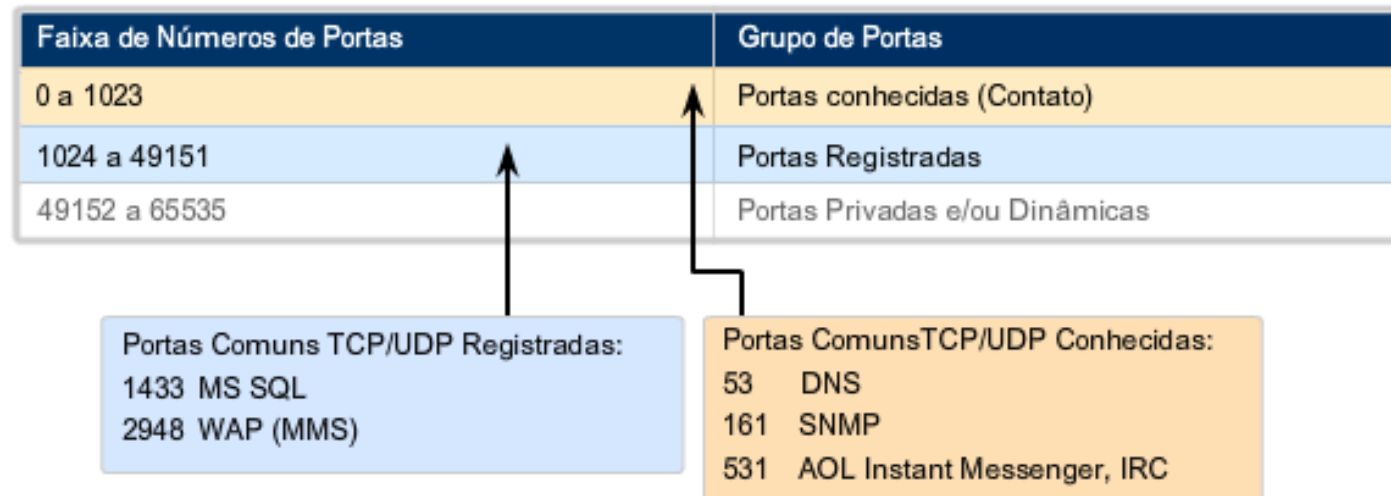 Faixa de Números de Portas Grupo de Portas
0 a 1023 Portas conhecidas (Contato)
1024 a 49151 Portas Registradas
49152 a 65535 Portas Privadas e/ou Dinâmicas
Portas Comuns TCP/UDP Registradas:
1433 MS SQL
2948 WAP (MMS)
Portas ComunsTCP/UDP Conhecidas:
53 DNS
161 SNMP
531 AOL Instant Messenger, IRC